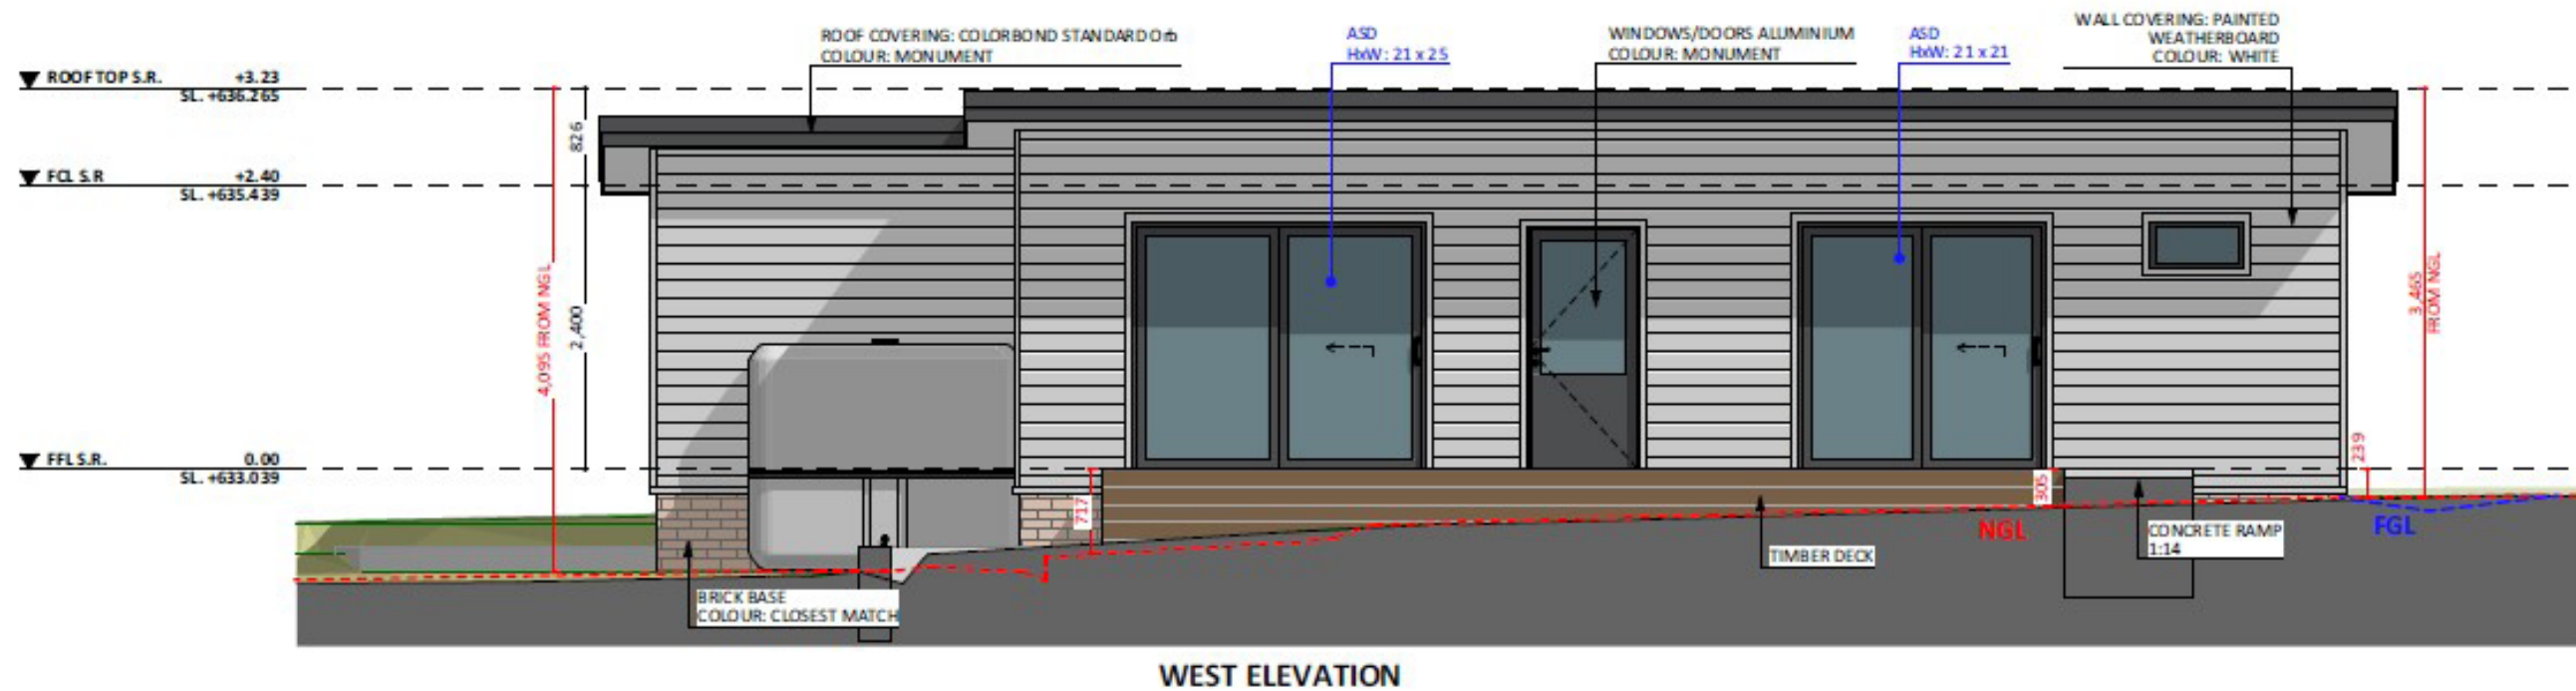 ROOF COVERING: COLORBOND STANDARD Orb
COLOUR: MONUMENT
ASD
HxW: 21 x 25
WINDOWS/DOORS ALUMINIUM
COLOUR: MONUMENT
ASD
HxW: 21 x 21
WALL COVERING: PAINTED
WEATHERBOARD
COLOUR: WHITE
ROOF TOP S.R. +3.23
SL. +636.265
FCL S.R +2.40
SL. +635.439
FFL S.R. 0.00
SL. +633.039
826
2,400
4,095 FROM NGL
3,465
FROM NGL
239
717
305
NGL
FGL
TIMBER DECK
CONCRETE RAMP
1:14
BRICK BASE
COLOUR: CLOSEST MATCH
WEST ELEVATION